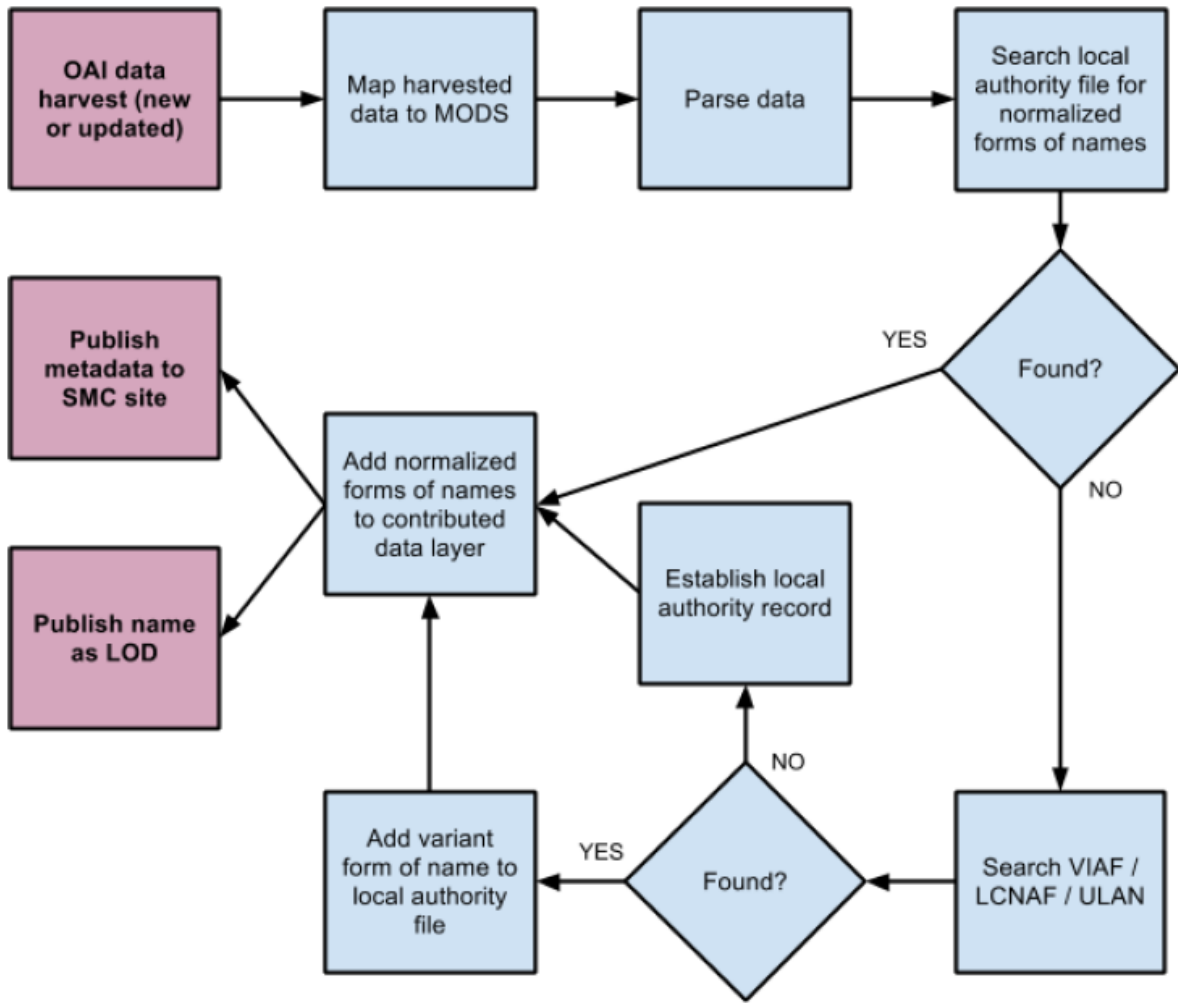 OAI data
harvest (new
or updated)
Map harvested
data to MODS
Parse data
Search local
authority file for
normalized
forms of names
Found?
YES
NO
Publish
metadata to
SMC site
Add normalized
forms of names
to contributed
data layer
Establish local
authority record
Publish name
as LOD
NO
YES
Add variant
form of name to
local authority
file
Found?
Search VIAF /
LCNAF / ULAN